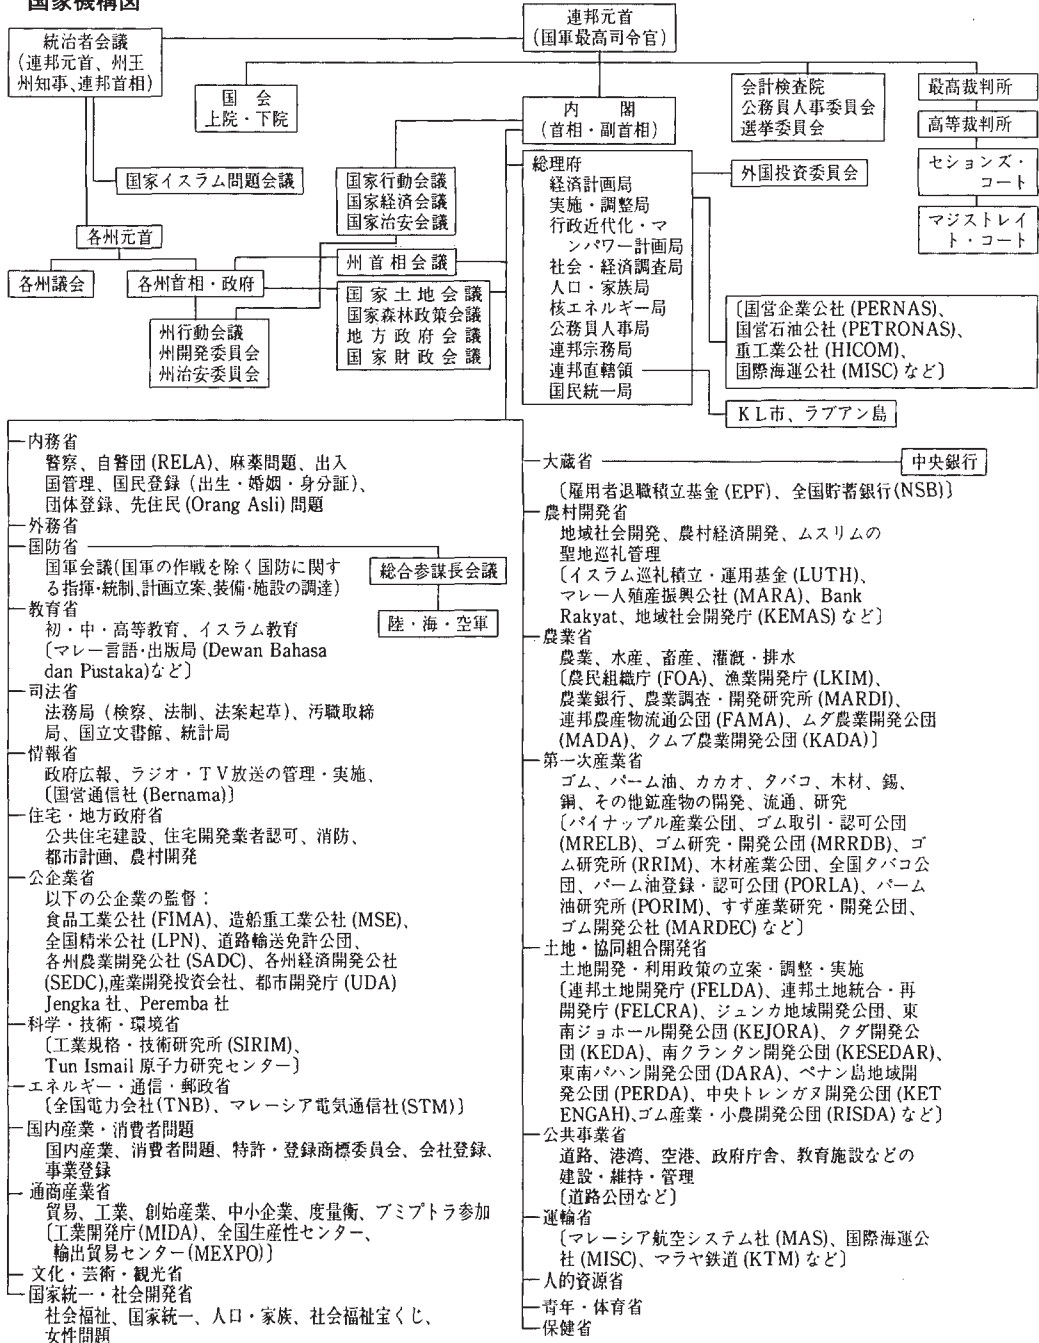 国家機構図
連邦元首
(国軍最高司令官)
統治者会議
(連邦元首、州王
州知事、連邦首相)
国 会
上院・下院
内 閣
(首相・副首相)
会計検査院
公務員人事委員会
選挙委員会
最高裁判所
高等裁判所
セションズ・
コート
マジストレイ
ト・コート
国家イスラム問題会議
国家行動会議
国家経済会議
国家治安会議
総理府
経済計画局
実施・調整局
行政近代化・マ
ンパワー計画局
社会・経済調査局
人口・家族局
核エネルギー局
公務員人事局
連邦宗務局
連邦直轄領
国民統一局
外国投資委員会
各州元首
州首相会議
各州議会
各州首相・政府
国家土地会議
国家森林政策会議
地方政府会議
国家財政会議
州行動会議
州開発委員会
州治安委員会
〔国営企業公社 (PERNAS)、
国営石油公社 (PETRONAS)、
重工業公社 (HICOM)、
国際海運公社 (MISC) など〕
KL市、ラブアン島
内務省
警察、自警団 (RELA)、麻薬問題、出入
国管理、国民登録（出生・婚姻・身分証）、
団体登録、先住民 (Orang Asli) 問題
外務省
国防省
国軍会議(国軍の作戦を除く国防に関す
る指揮・統制、計画立案、装備・施設の調達)
総合参謀長会議
陸・海・空軍
教育省
初・中・高等教育、イスラム教育
〔マレー言語・出版局 (Dewan Bahasa
dan Pustaka)など〕
司法省
法務局（検察、法制、法案起草）、汚職取締
局、国立文書館、統計局
情報省
政府広報、ラジオ・TV放送の管理・実施、
〔国営通信社 (Bernama)〕
住宅・地方政府省
公共住宅建設、住宅開発業者認可、消防、
都市計画、農村開発
公企業省
以下の公企業の監督：
食品工業公社 (FIMA)、造船重工業公社 (MSE)、
全国精米公社 (LPN)、道路輸送免許公団、
各州農業開発公社 (SADC)、各州経済開発公社
(SEDC),産業開発投資会社、都市開発庁 (UDA)
Jengka 社、Peremba 社
科学・技術・環境省
〔工業規格・技術研究所 (SIRIM)、
Tun Ismail 原子力研究センター〕
エネルギー・通信・郵政省
〔全国電力会社(TNB)、マレーシア電気通信社(STM)〕
国内産業・消費者問題
国内産業、消費者問題、特許・登録商標委員会、会社登録、
事業登録
通商産業省
貿易、工業、創始産業、中小企業、度量衡、ブミプトラ参加
〔工業開発庁(MIDA)、全国生産性センター、
輸出貿易センター(MEXPO)〕
文化・芸術・観光省
国家統一・社会開発省
社会福祉、国家統一、人口・家族、社会福祉宝くじ、
女性問題
大蔵省
中央銀行
〔雇用者退職積立基金 (EPF)、全国貯蓄銀行(NSB)〕
農村開発省
地域社会開発、農村経済開発、ムスリムの
聖地巡礼管理
〔イスラム巡礼積立・運用基金 (LUTH)、
マレー人殖産振興公社 (MARA)、Bank
Rakyat、地域社会開発庁 (KEMAS) など〕
農業省
農業、水産、畜産、灌漑・排水
〔農民組織庁 (FOA)、漁業開発庁 (LKIM)、
農業銀行、農業調査・開発研究所 (MARDI)、
連邦農産物流通公団 (FAMA)、ムダ農業開発公団
(MADA)、クムブ農業開発公団 (KADA)〕
第一次産業省
ゴム、パーム油、カカオ、タバコ、木材、錫、
銅、その他鉱産物の開発、流通、研究
〔パイナップル産業公団、ゴム取引・認可公団
(MRELB)、ゴム研究・開発公団 (MRRDB)、ゴ
ム研究所 (RRIM)、木材産業公団、全国タバコ公
団、パーム油登録・認可公団 (PORLA)、パーム
油研究所 (PORIM)、すず産業研究・開発公団、
ゴム開発公社 (MARDEC) など〕
土地・協同組合開発省
土地開発・利用政策の立案・調整・実施
〔連邦土地開発庁 (FELDA)、連邦土地統合・再
開発庁 (FELCRA)、ジュンカ地域開発公団、東
南ジョホール開発公団 (KEJORA)、クダ開発公
団 (KEDA)、南クランタン開発公団 (KESEDAR)、
東南パハン開発公団 (DARA)、ペナン島地域開
発公団 (PERDA)、中央トレンガヌ開発公団 (KET
ENGAH)、ゴム産業・小農開発公団 (RISDA) など〕
公共事業省
道路、港湾、空港、政府庁舎、教育施設などの
建設・維持・管理
〔道路公団など〕
運輸省
〔マレーシア航空システム社 (MAS)、国際海運公
社 (MISC)、マラヤ鉄道 (KTM) など〕
人的資源省
青年・体育省
保健省